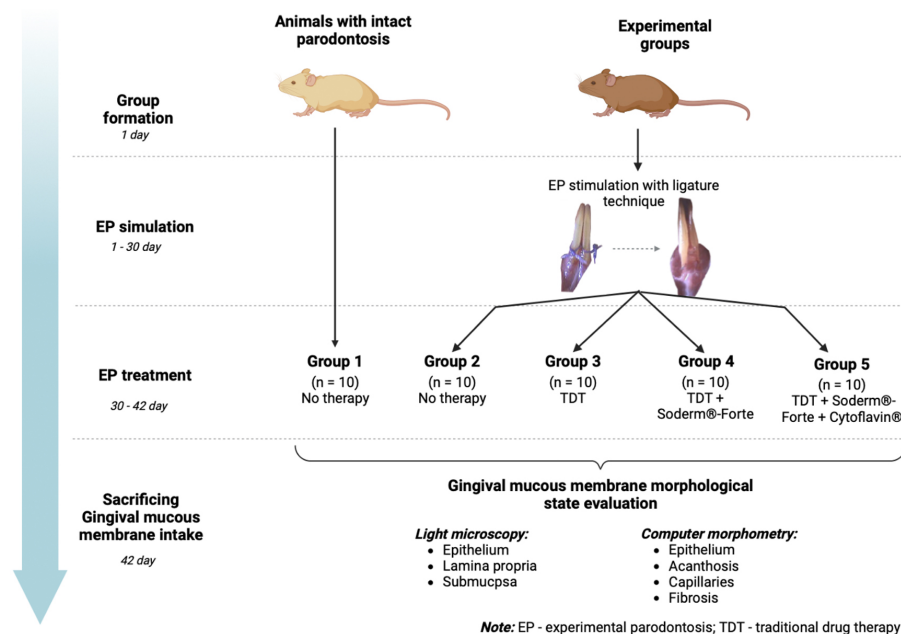 Animals with intact
parodontosis
Experimental
groups
Group
formation
1 day
EP stimulation with ligature
technique
EP simulation
1 - 30 day
EP treatment
30 - 42 day
Group 1
(n = 10)
No therapy
Group 2
(n = 10)
No therapy
Group 3
(n = 10)
TDT
Group 4
(n = 10)
TDT +
Soderm®-Forte
Group 5
(n = 10)
TDT + Soderm®-
Forte + Cytoflavin®
Sacrificing
Gingival mucous
membrane intake
42 day
Gingival mucous membrane morphological
state evaluation
Light microscopy:
• Epithelium
• Lamina propria
• Submucpsa
Computer morphometry:
• Epithelium
• Acanthosis
• Capillaries
• Fibrosis
Note: EP - experimental parodontosis; TDT - traditional drug therapy